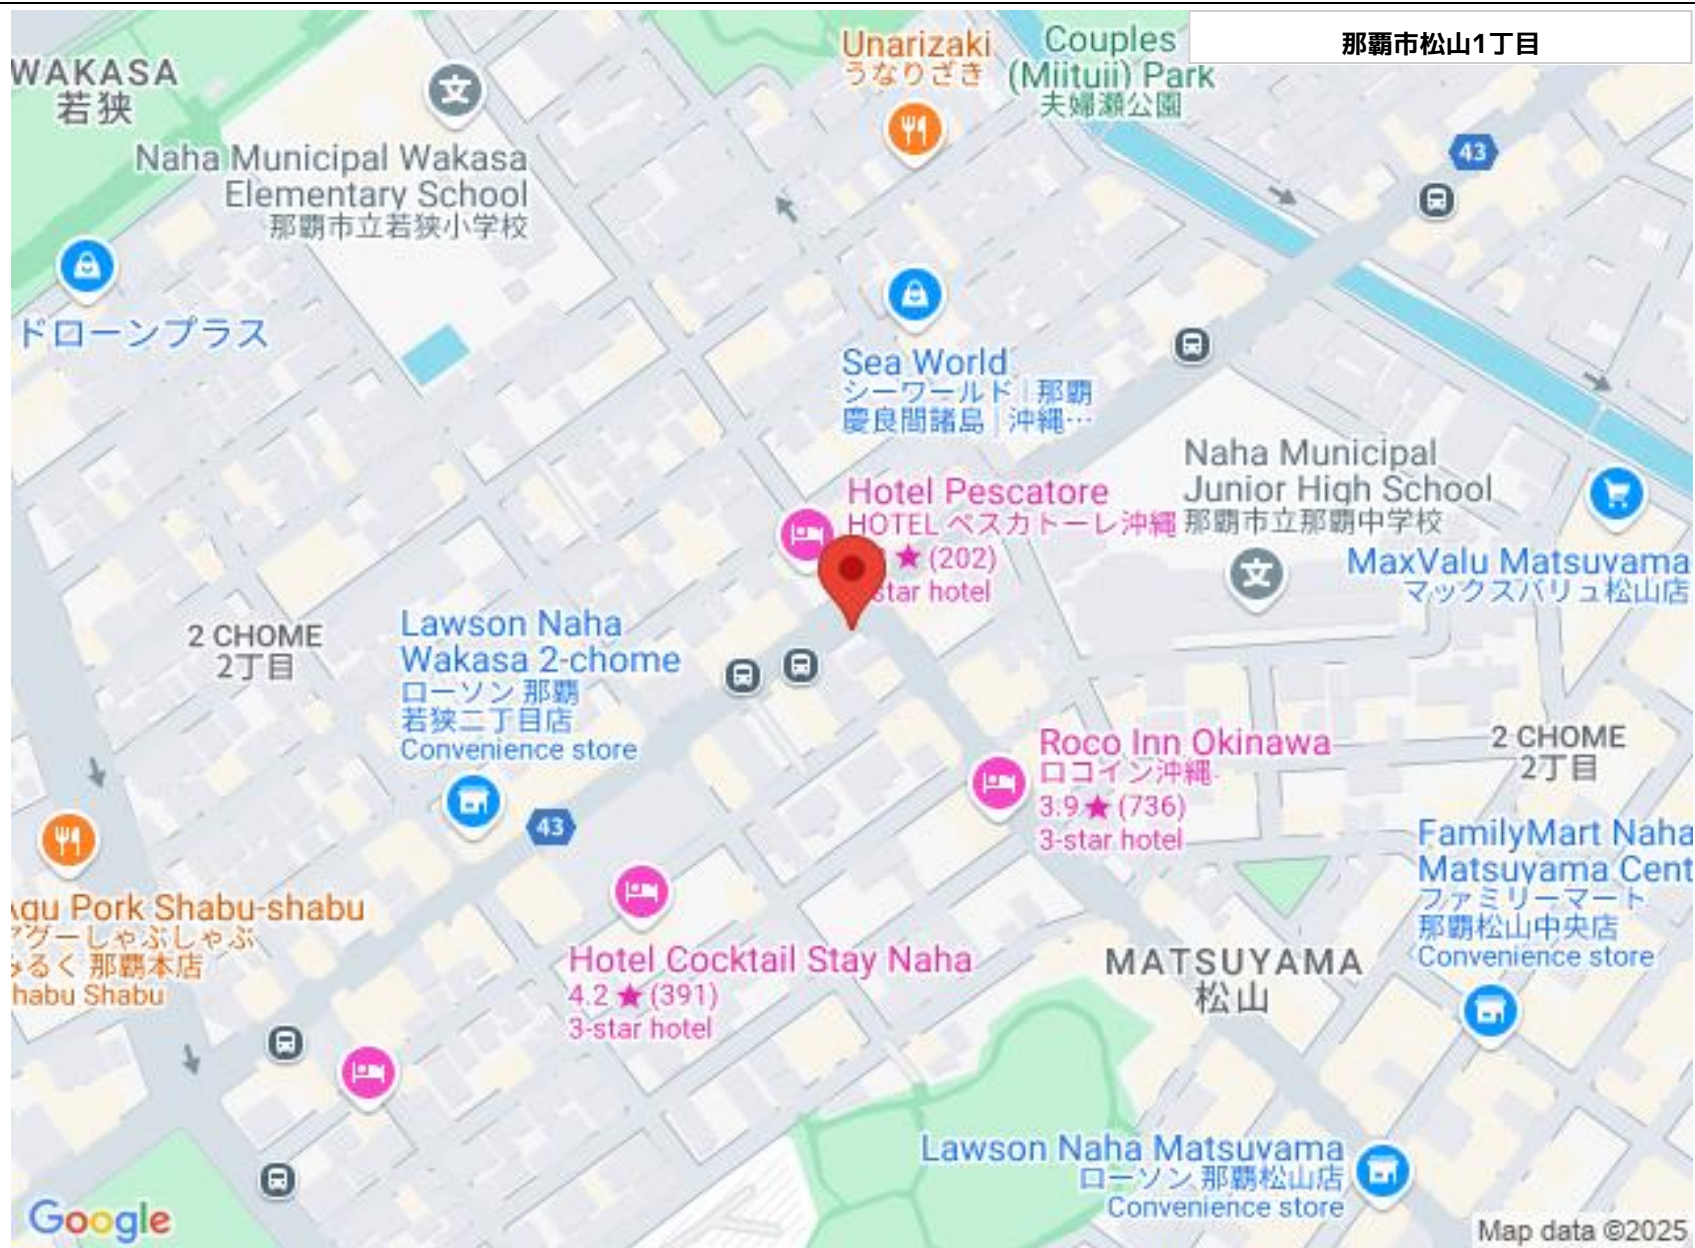 那覇市松山1丁目
WAKASA
若狭
Unarizaki
うなりざき
Couples
(Miituii) Park
夫婦瀬公園
43
Naha Municipal Wakasa
Elementary School
那覇市立若狭小学校
ドローンプラス
Sea World
シーワールド | 那覇
慶良間諸島 | 沖縄…
Naha Municipal
Junior High School
那覇市立那覇中学校
Hotel Pescatore
HOTEL ペスカトーレ沖縄
★ (202)
star hotel
MaxValu Matsuyama
マックスバリュ松山店
2 CHOME
2丁目
Lawson Naha
Wakasa 2-chome
ローソン 那覇
若狭二丁目店
Convenience store
43
Roco Inn Okinawa
ロコイン沖縄
3.9 ★ (736)
3-star hotel
2 CHOME
2丁目
FamilyMart Naha
Matsuyama Cent
ファミリーマート
那覇松山中央店
Convenience store
Agu Pork Shabu-shabu
アグーしゃぶしゃぶ
みるく 那覇本店
habu Shabu
Hotel Cocktail Stay Naha
4.2 ★ (391)
3-star hotel
MATSUYAMA
松山
Lawson Naha Matsuyama
ローソン 那覇松山店
Convenience store
Google
Map data ©2025